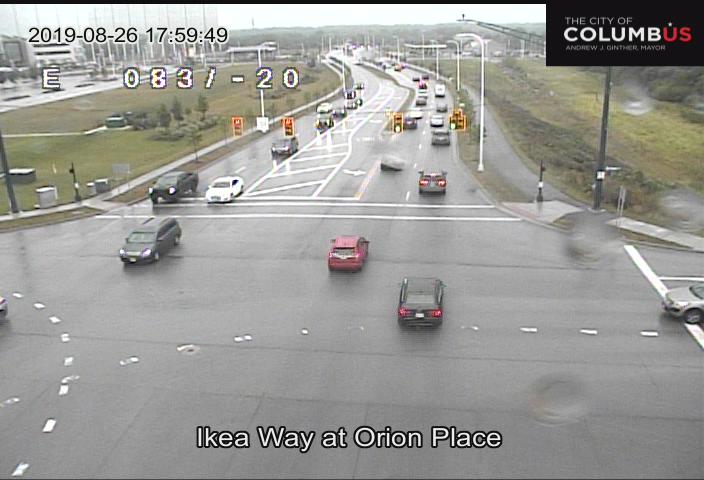 2019-08-26 17:59:49
THE CITY OF
COLUMBUS
ANDREW J. GINTHER, MAYOR
E 083/-20
Ikea Way at Orion Place